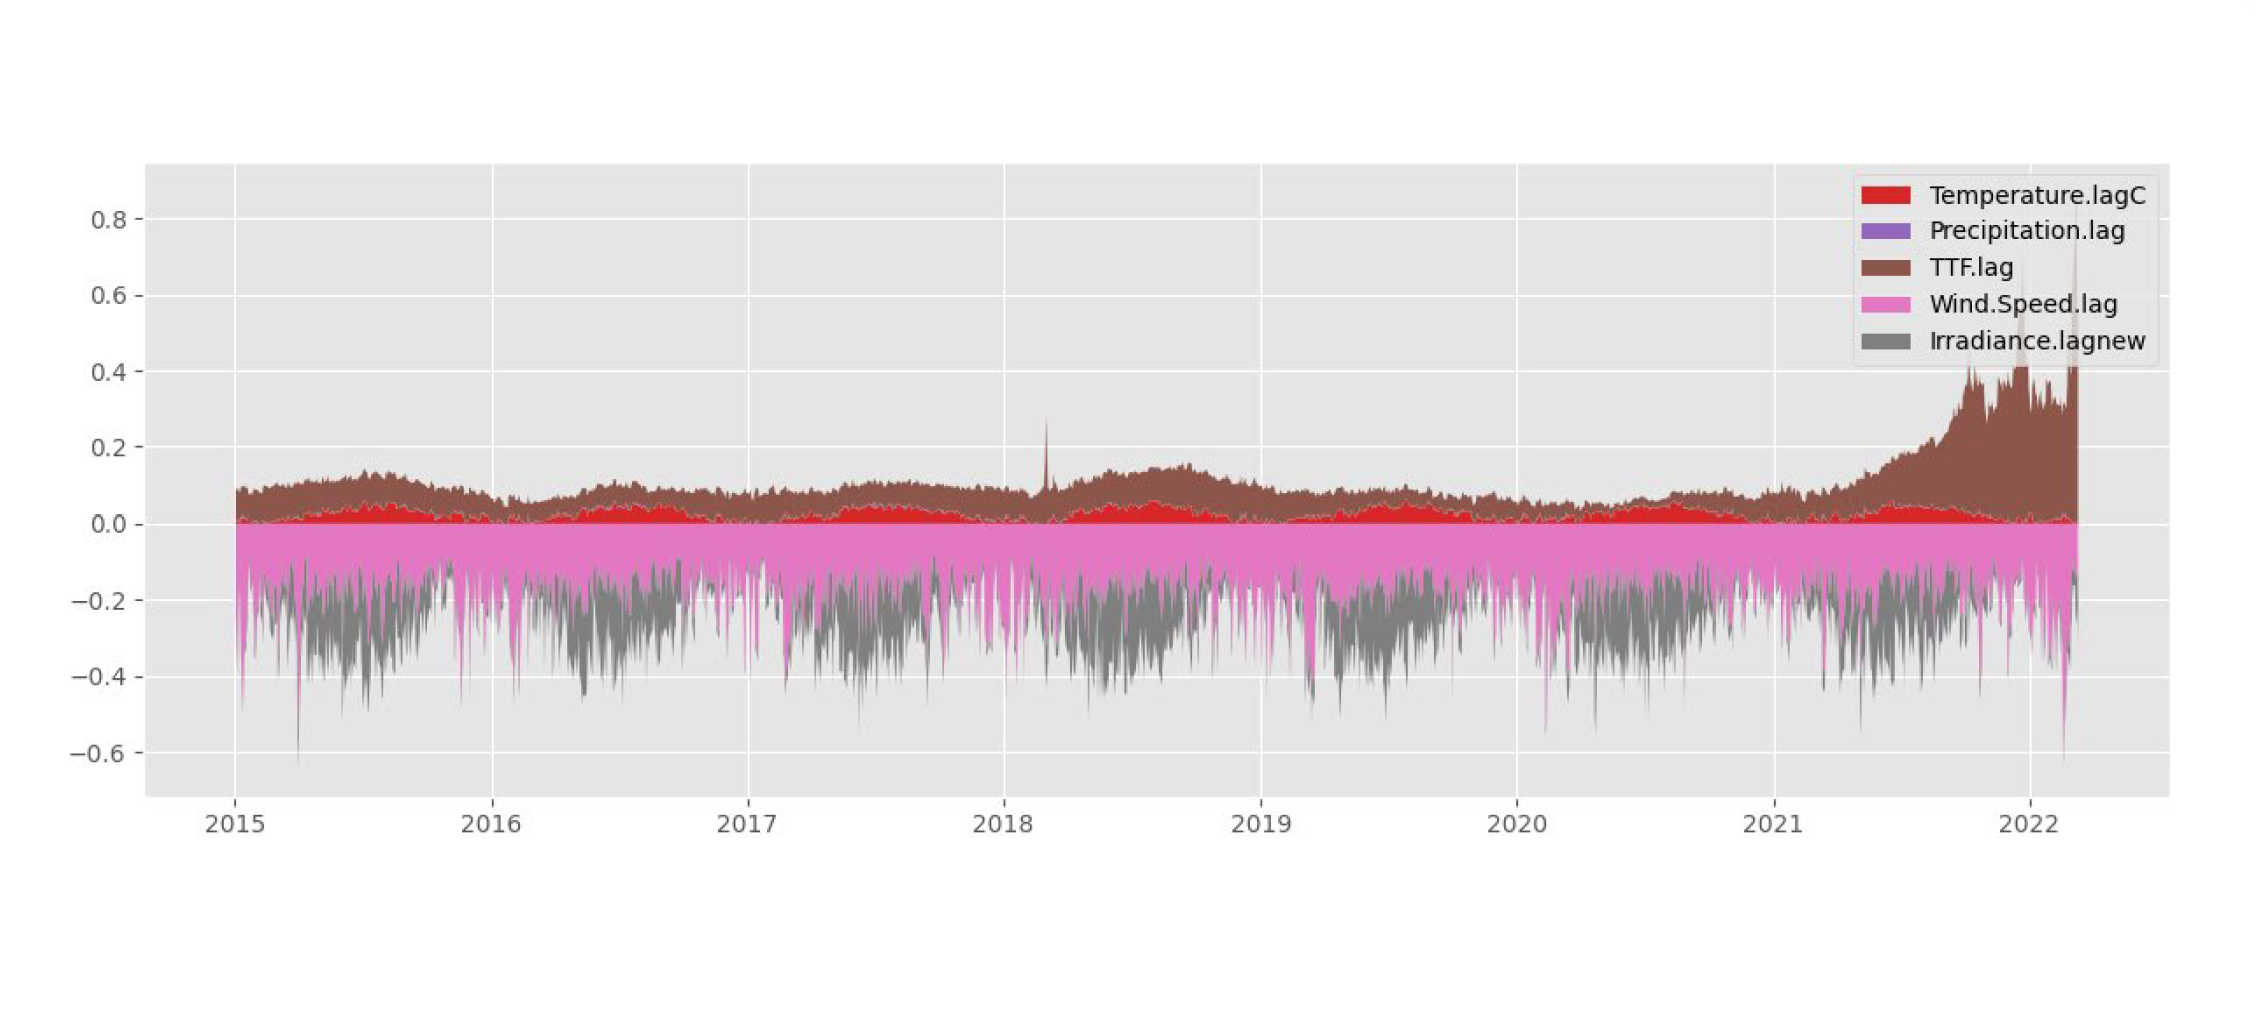 Temperature.lagC
Precipitation.lag
TTF.lag
Wind.Speed.lag
Irradiance.lagnew
0.8
0.6
0.4
0.2
0.0
−0.2
−0.4
−0.6
2015 2016 2017 2018 2019 2020 2021 2022